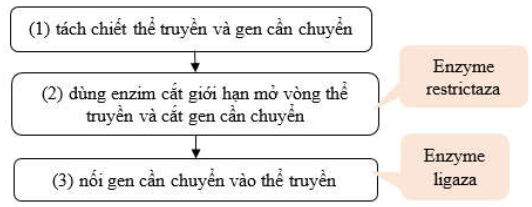 (1) tách chiết thể truyền và gen cần chuyển
Enzyme
restrictaza
(2) dùng enzim cắt giới hạn mở vòng thể
truyền và cắt gen cần chuyển
Enzyme
ligaza
(3) nối gen cần chuyển vào thể truyền